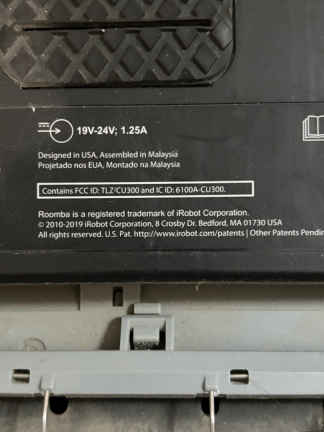 19V-24V; 1.25A
Designed in USA, Assembled in Malaysia
Projetado nos EUA, Montado na Malaysia
Contains FCC ID: TLZ-CU300 and IC ID: 6100A-CU300.
Roomba is a registered trademark of iRobot Corporation.
© 2010-2019 iRobot Corporation, 8 Crosby Dr. Bedford, MA 01730 USA
All rights reserved. U.S. Pat. http://www.irobot.com/patents | Other Patents Pendin